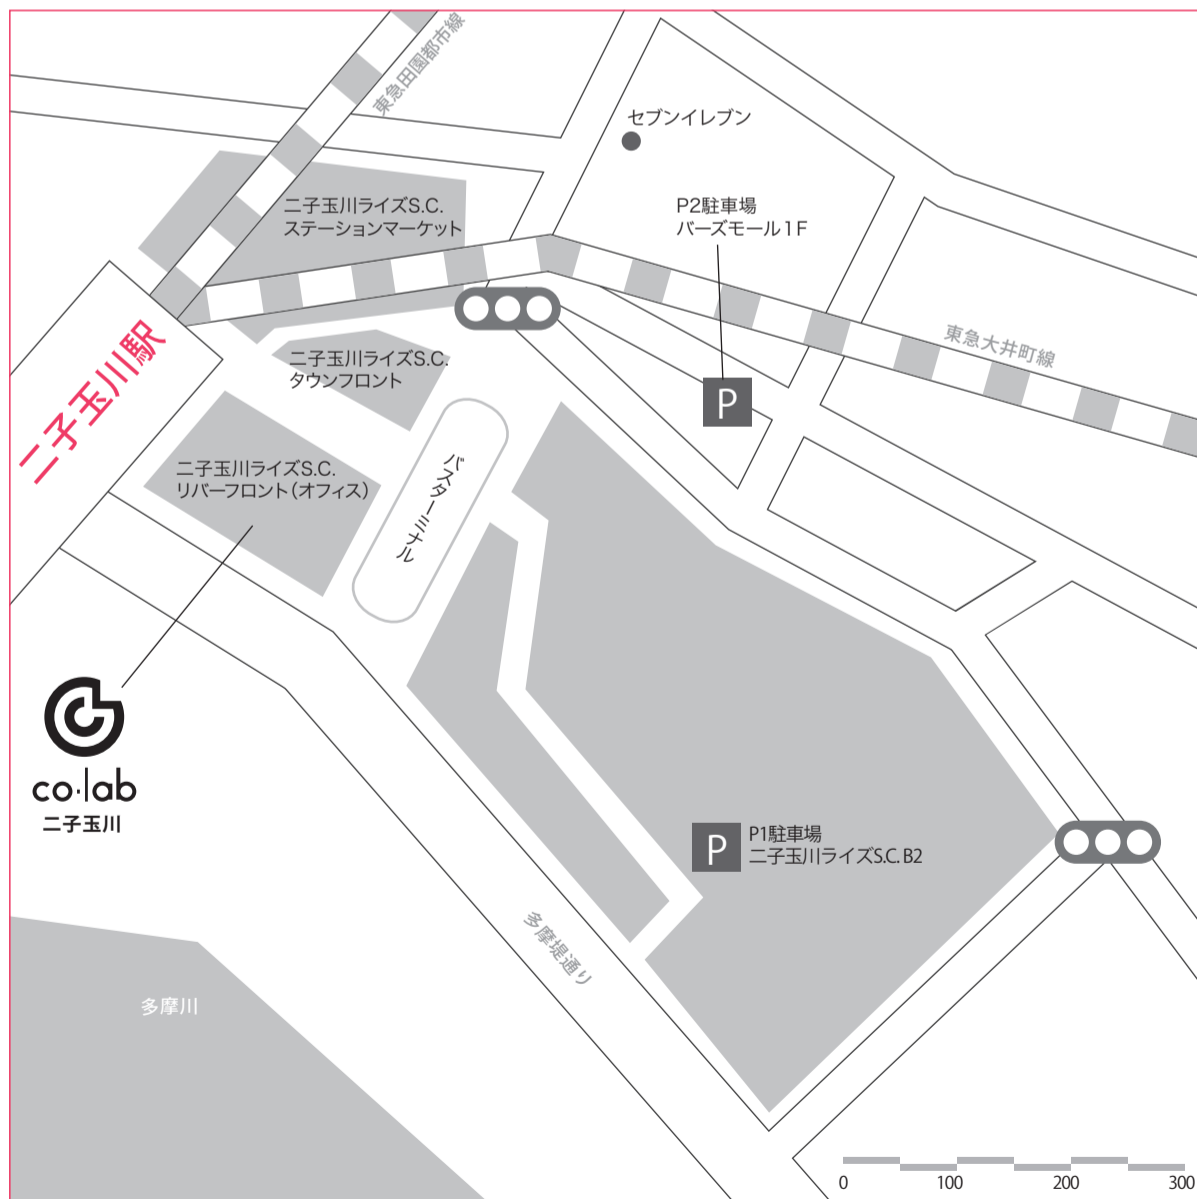 東急田園都市線
セブンイレブン
二子玉川ライズS.C.
ステーションマーケット
P2駐車場
バーズモール1F
東急大井町線
二子玉川駅
二子玉川ライズS.C.
タウンフロント
P
二子玉川ライズS.C.
リバーフロント(オフィス)
バスターミナル
co·lab
二子玉川
P
P1駐車場
二子玉川ライズS.C. B2
多摩堤通り
多摩川
0 100 200 300